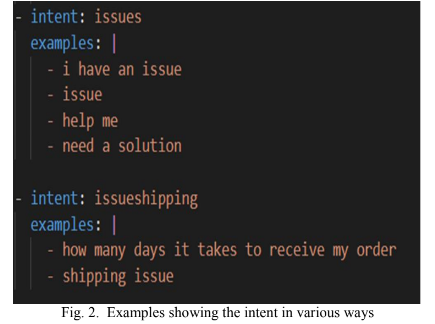 - intent: issues
examples: |
- i have an issue
- issue
- help me
- need a solution
- intent: issueshipping
examples: |
- how many days it takes to receive my order
- shipping issue
Fig. 2. Examples showing the intent in various ways